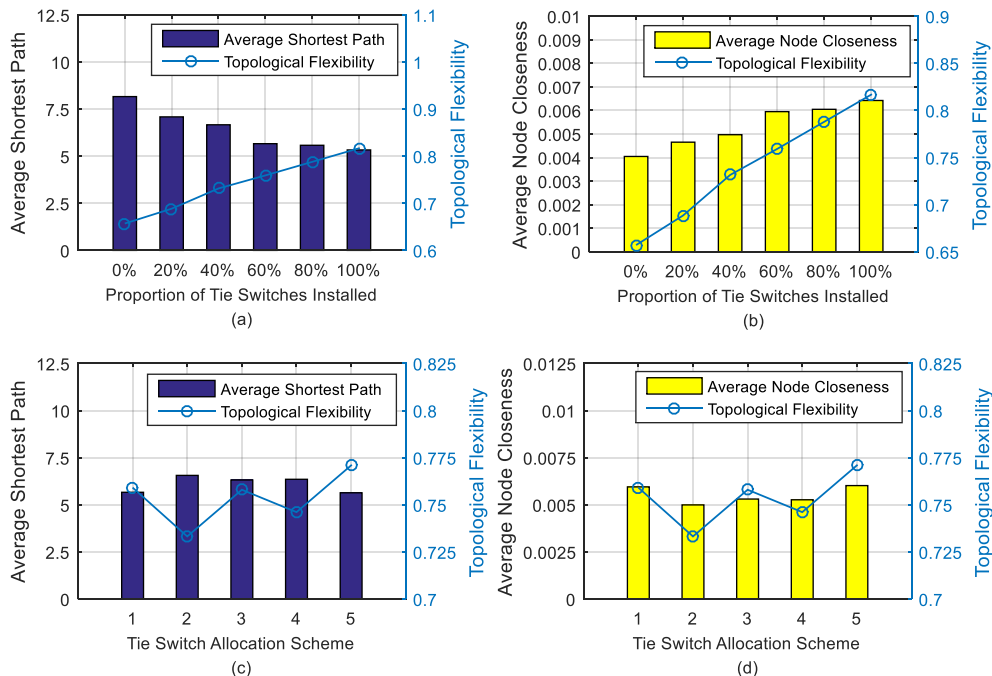 12.5
10
7.5
5
2.5
0
Average Shortest Path
Average Shortest Path
Topological Flexibility
1.1
1
0.9
0.8
0.7
0.6
Topological Flexibility
0% 20% 40% 60% 80% 100%
Proportion of Tie Switches Installed
(a)
0.01
0.009
0.008
0.007
0.006
0.005
0.004
0.003
0.002
0.001
0
Average Node Closeness
Average Node Closeness
Topological Flexibility
0.9
0.85
0.8
0.75
0.7
0.65
Topological Flexibility
0% 20% 40% 60% 80% 100%
Proportion of Tie Switches Installed
(b)
12.5
10
7.5
5
2.5
0
Average Shortest Path
Average Shortest Path
Topological Flexibility
0.825
0.8
0.775
0.75
0.725
0.7
Topological Flexibility
1 2 3 4 5
Tie Switch Allocation Scheme
(c)
0.0125
0.01
0.0075
0.005
0.0025
0
Average Node Closeness
Average Node Closeness
Topological Flexibility
0.825
0.8
0.775
0.75
0.725
0.7
Topological Flexibility
1 2 3 4 5
Tie Switch Allocation Scheme
(d)